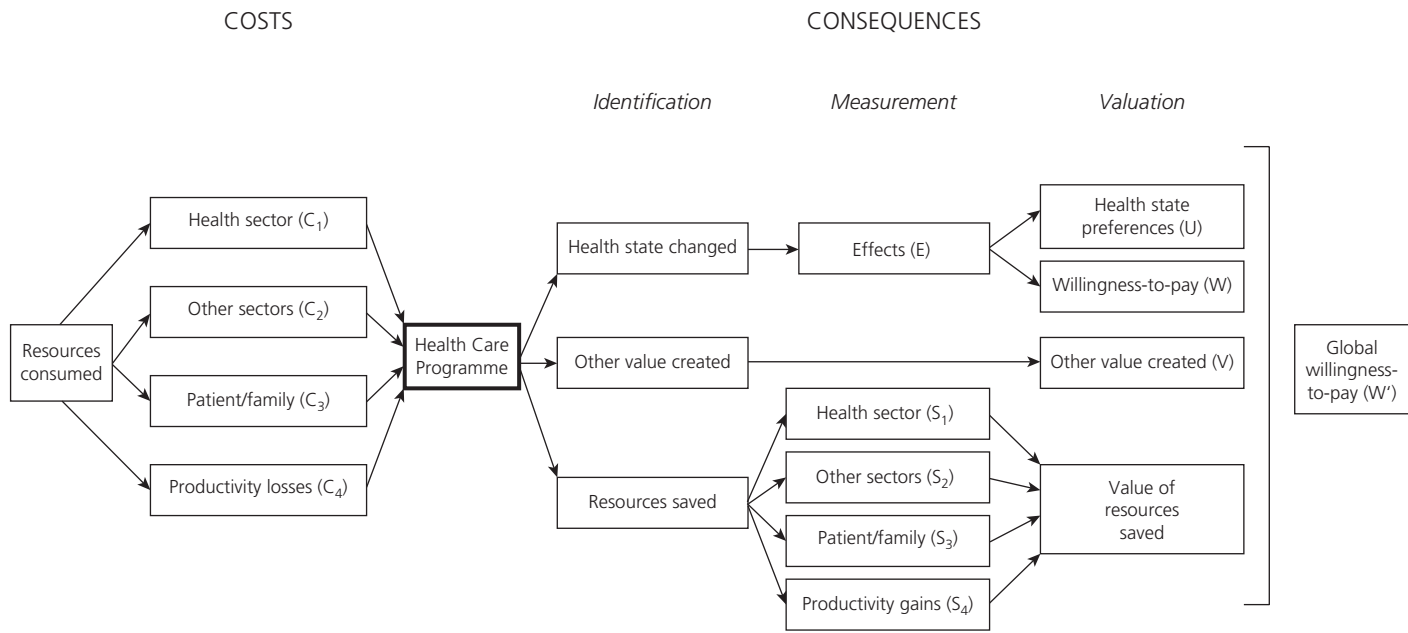 COSTS
CONSEQUENCES
Identification
Measurement
Valuation
Health sector (C₁)
Other sectors (C₂)
Patient/family (C₃)
Productivity losses (C₄)
Resources
consumed
Health Care
Programme
Health state changed
Other value created
Resources saved
Effects (E)
Health sector (S₁)
Other sectors (S₂)
Patient/family (S₃)
Productivity gains (S₄)
Health state
preferences (U)
Willingness-to-pay (W)
Other value created (V)
Value of
resources
saved
Global
willingness-
to-pay (W′)